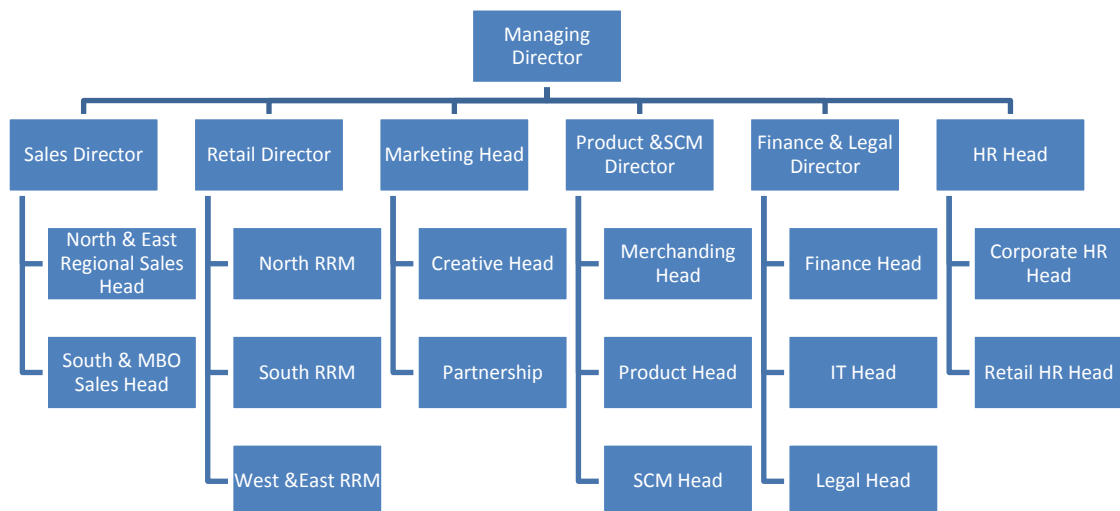 Managing
Director
Sales Director
Retail Director
Marketing Head
Product &SCM
Director
Finance & Legal
Director
HR Head
North & East
Regional Sales
Head
North RRM
Creative Head
Merchanding
Head
Finance Head
Corporate HR
Head
South & MBO
Sales Head
South RRM
Partnership
Product Head
IT Head
Retail HR Head
West &East RRM
SCM Head
Legal Head